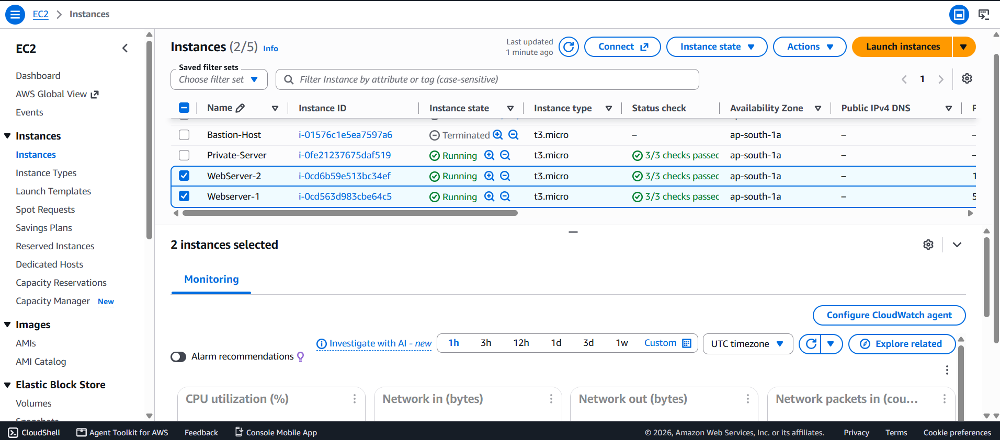 EC2 > Instances
EC2
Dashboard
AWS Global View
Events
Instances
Instances
Instance Types
Launch Templates
Spot Requests
Savings Plans
Reserved Instances
Dedicated Hosts
Capacity Reservations
Capacity Manager New
Images
AMIs
AMI Catalog
Elastic Block Store
Volumes
Snapshots
Instances (2/5) Info
Last updated
1 minute ago
Connect
Instance state
Actions
Launch instances
Saved filter sets
Choose filter set
Filter Instance by attribute or tag (case-sensitive)
1
Name Instance ID Instance state Instance type Status check Availability Zone Public IPv4 DNS P
Bastion-Host i-01576c1e5ea7597a6 Terminated t3.micro – ap-south-1a – –
Private-Server i-0fe21237675daf519 Running t3.micro 3/3 checks passec ap-south-1a – –
WebServer-2 i-0cd6b59e513bc34ef Running t3.micro 3/3 checks passec ap-south-1a – 1
Webserver-1 i-0cd563d983cbe64c5 Running t3.micro 3/3 checks passec ap-south-1a – 5
2 instances selected
Monitoring
Configure CloudWatch agent
Alarm recommendations
Investigate with AI - new
1h 3h 12h 1d 3d 1w Custom
UTC timezone
Explore related
CPU utilization (%)
Network in (bytes)
Network out (bytes)
Network packets in (cou...
CloudShell Agent Toolkit for AWS Feedback Console Mobile App
© 2026, Amazon Web Services, Inc. or its affiliates. Privacy Terms Cookie preferences